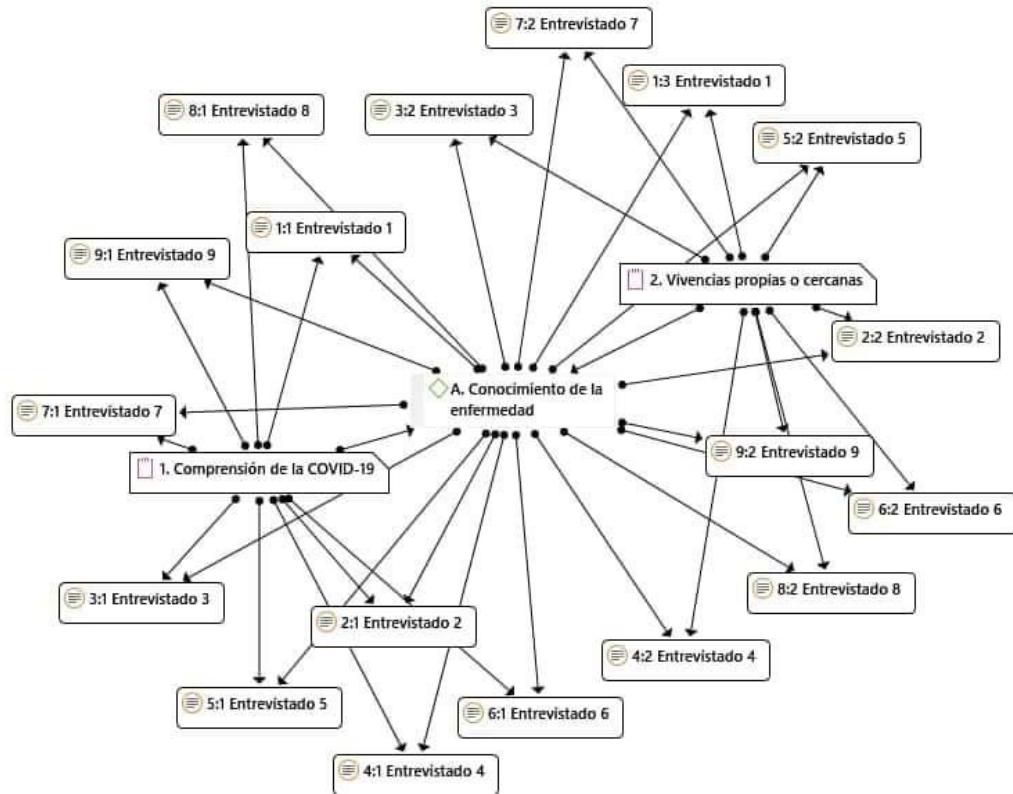 7:2 Entrevistado 7
1:3 Entrevistado 1
8:1 Entrevistado 8
3:2 Entrevistado 3
5:2 Entrevistado 5
1:1 Entrevistado 1
9:1 Entrevistado 9
2. Vivencias propias o cercanas
2:2 Entrevistado 2
A. Conocimiento de la
enfermedad
7:1 Entrevistado 7
9:2 Entrevistado 9
1. Comprensión de la COVID-19
6:2 Entrevistado 6
8:2 Entrevistado 8
3:1 Entrevistado 3
2:1 Entrevistado 2
4:2 Entrevistado 4
5:1 Entrevistado 5
6:1 Entrevistado 6
4:1 Entrevistado 4